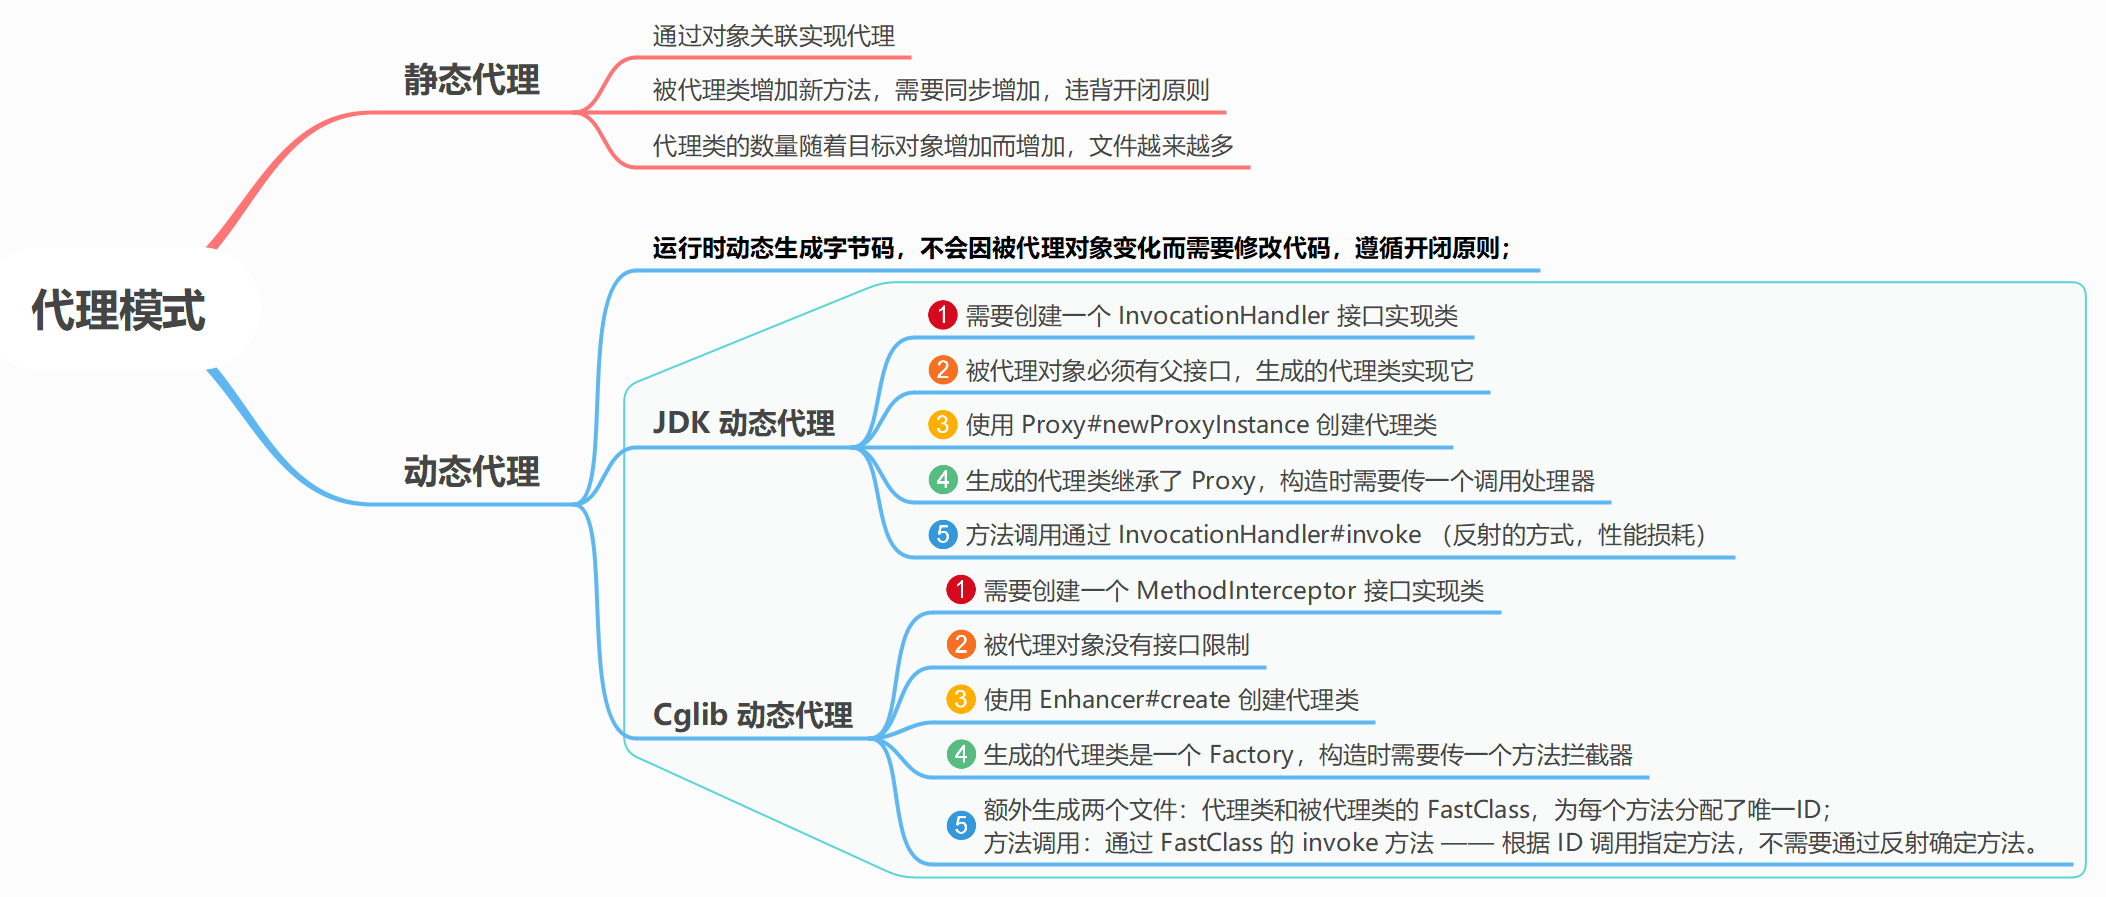 代理模式
静态代理
通过对象关联实现代理
被代理类增加新方法，需要同步增加，违背开闭原则
代理类的数量随着目标对象增加而增加，文件越来越多
动态代理
运行时动态生成字节码，不会因被代理对象变化而需要修改代码，遵循开闭原则；
JDK 动态代理
1 需要创建一个 InvocationHandler 接口实现类
2 被代理对象必须有父接口，生成的代理类实现它
3 使用 Proxy#newProxyInstance 创建代理类
4 生成的代理类继承了 Proxy，构造时需要传一个调用处理器
5 方法调用通过 InvocationHandler#invoke （反射的方式，性能损耗）
Cglib 动态代理
1 需要创建一个 MethodInterceptor 接口实现类
2 被代理对象没有接口限制
3 使用 Enhancer#create 创建代理类
4 生成的代理类是一个 Factory，构造时需要传一个方法拦截器
5 额外生成两个文件：代理类和被代理类的 FastClass，为每个方法分配了唯一ID；
方法调用：通过 FastClass 的 invoke 方法 —— 根据 ID 调用指定方法，不需要通过反射确定方法。